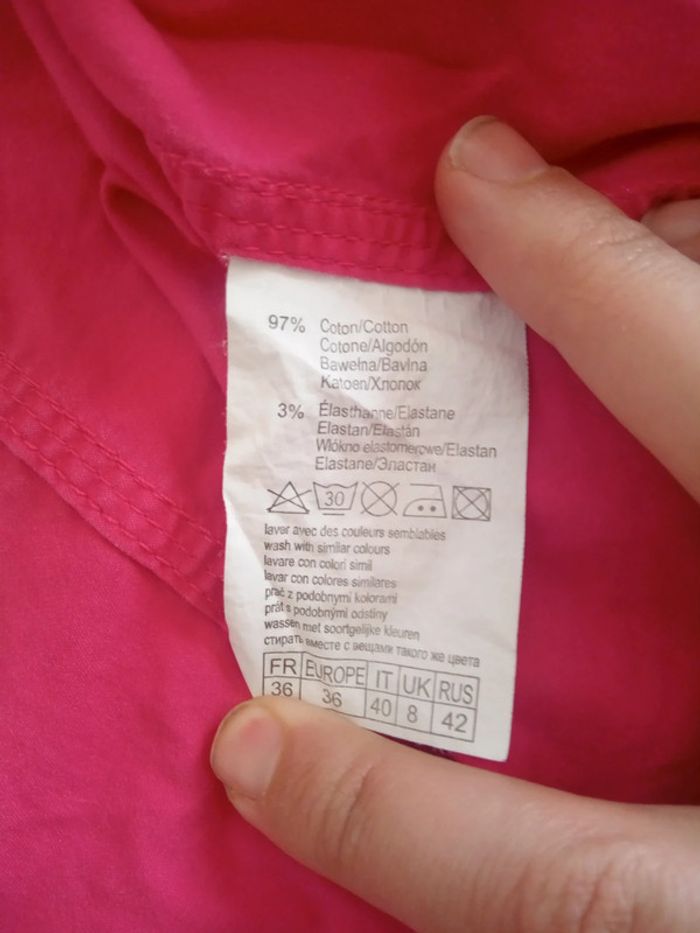 97% Coton/Cotton
Cotone/Algodón
Bawełna/Bavlna
Katoen/Хлопок
3% Élasthanne/Elastane
Elastan/Elastán
Włókno elastomerowe/Elastan
Elastane/Эластан
30
laver avec des couleurs semblables
wash with similar colours
lavare con colori simil
lavar con colores similares
prać z podobnymi kolorami
prát s podobnými odstíny
wassen met soortgelijke kleuren
стирать вместе с вещами такого же цвета
FR EUROPE IT UK RUS
36 36 40 8 42